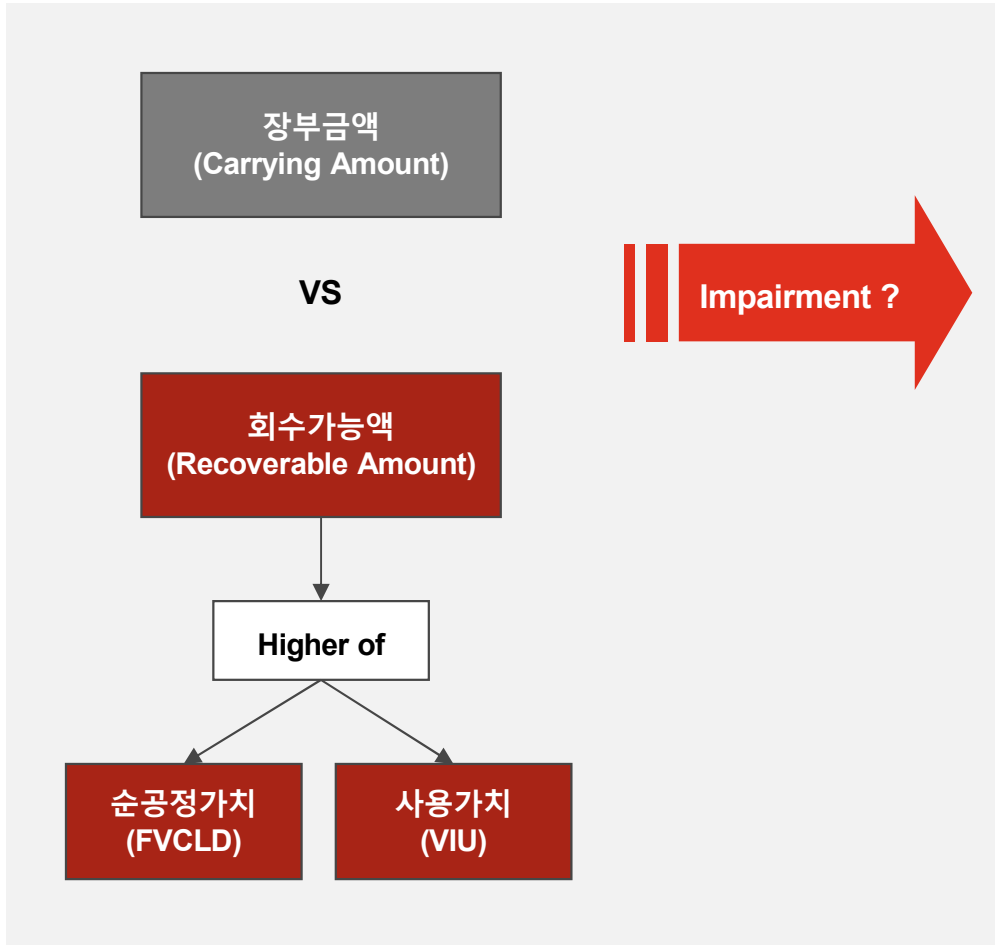 장부금액
(Carrying Amount)
VS
Impairment ?
회수가능액
(Recoverable Amount)
Higher of
순공정가치
(FVCLD)
사용가치
(VIU)